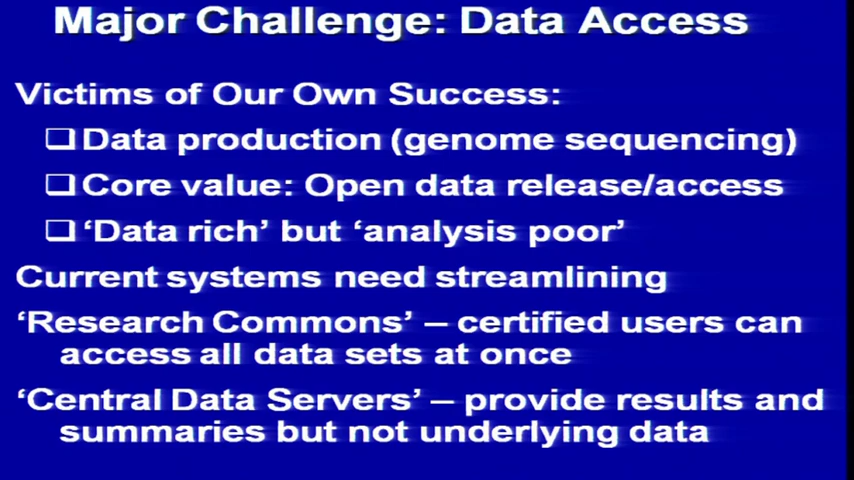 Major Challenge: Data Access
Victims of Our Own Success:
❑Data production (genome sequencing)
❑Core value: Open data release/access
❑‘Data rich’ but ‘analysis poor’
Current systems need streamlining
‘Research Commons’ – certified users can
access all data sets at once
‘Central Data Servers’ – provide results and
summaries but not underlying data